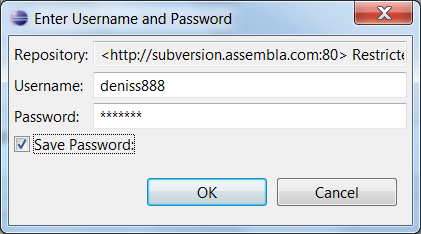 Enter Username and Password
Repository: <http://subversion.assembla.com:80> Restricte
Username: deniss888
Password: *******
Save Password:
OK Cancel